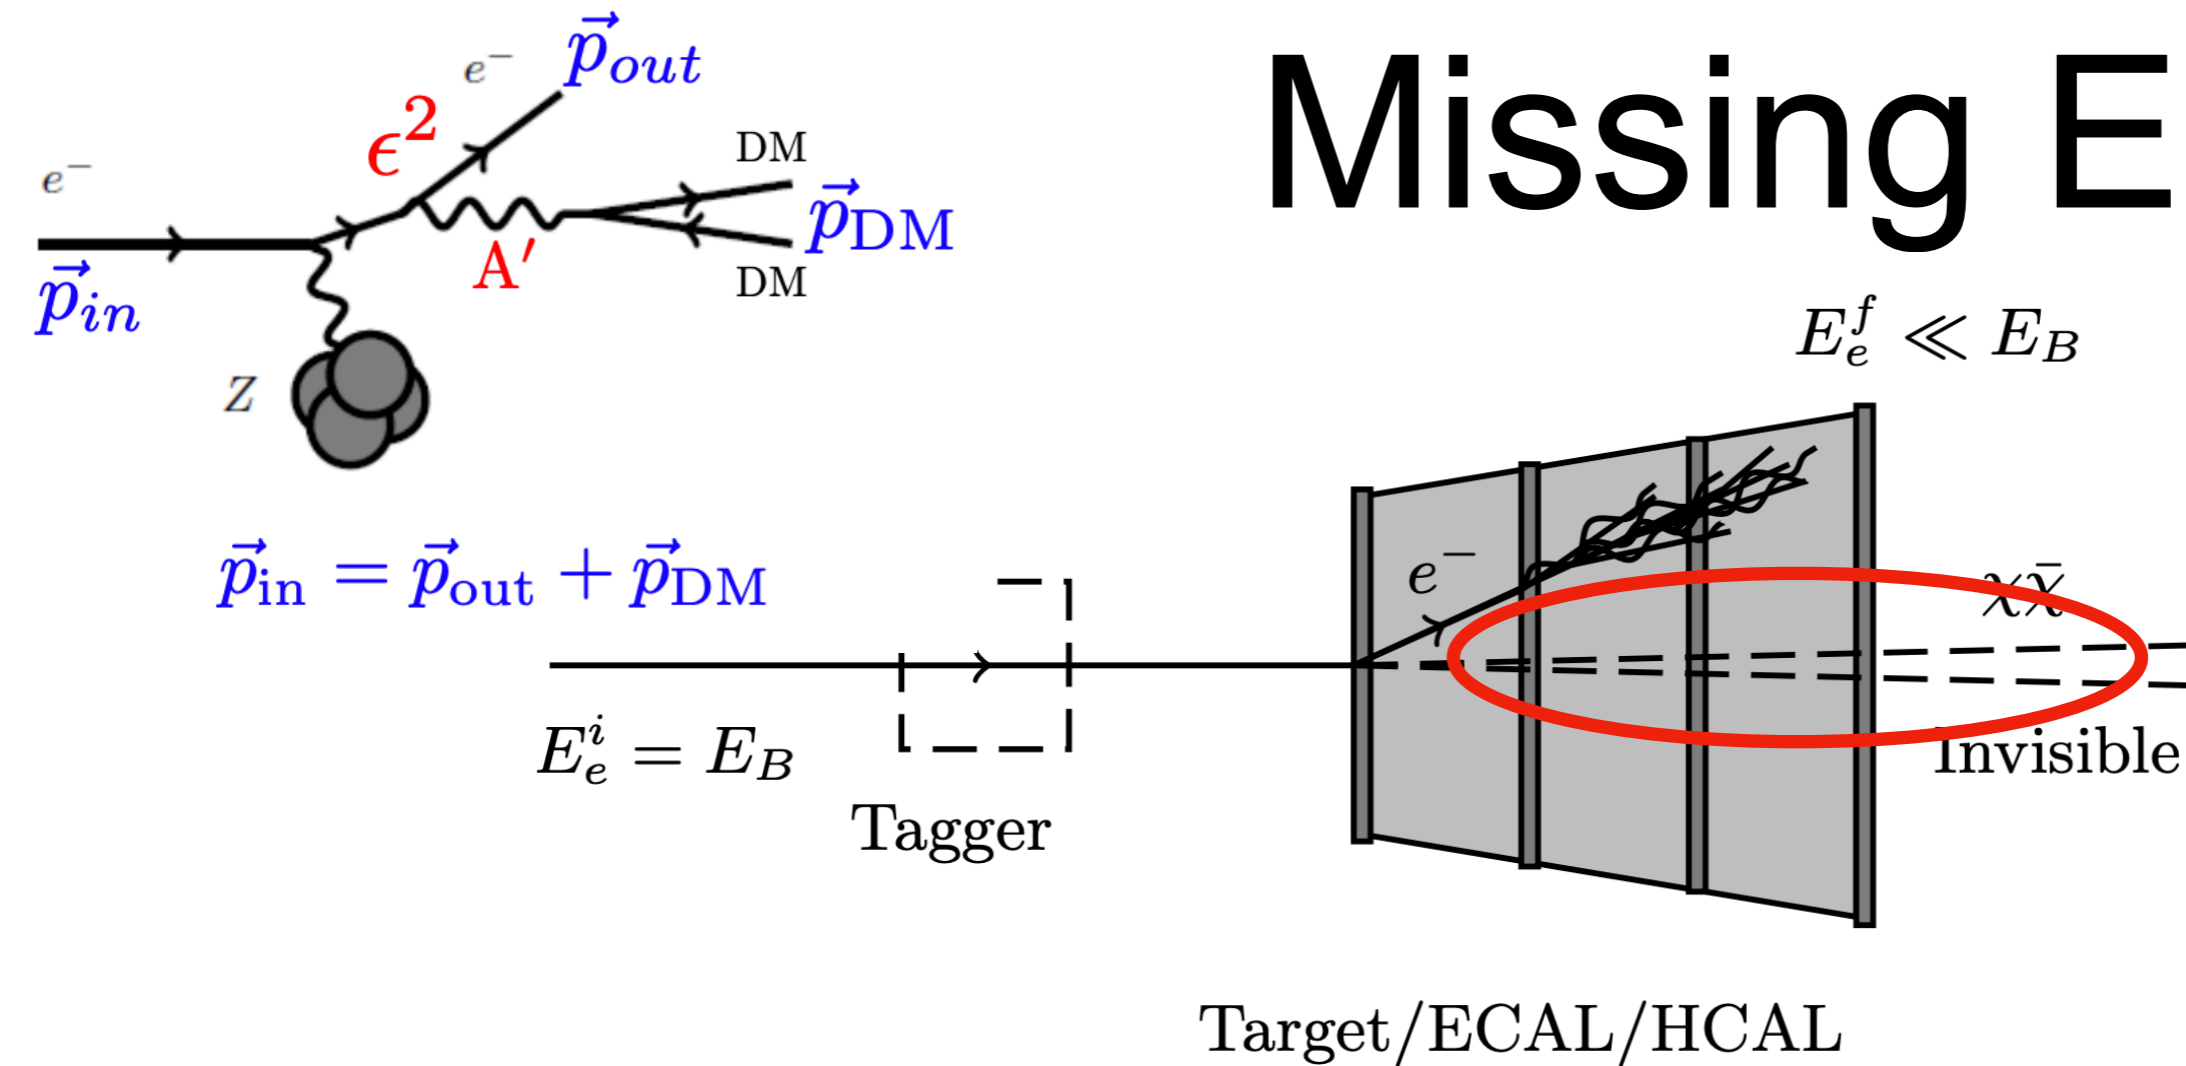 Missing E
e⁻
p⃗out
ϵ²
e⁻
DM
p⃗DM
A′
p⃗in
DM
Z
p⃗in = p⃗out + p⃗DM
E_e^f ≪ E_B
e⁻
χχ̄
E_e^i = E_B
Invisible
Tagger
Target/ECAL/HCAL